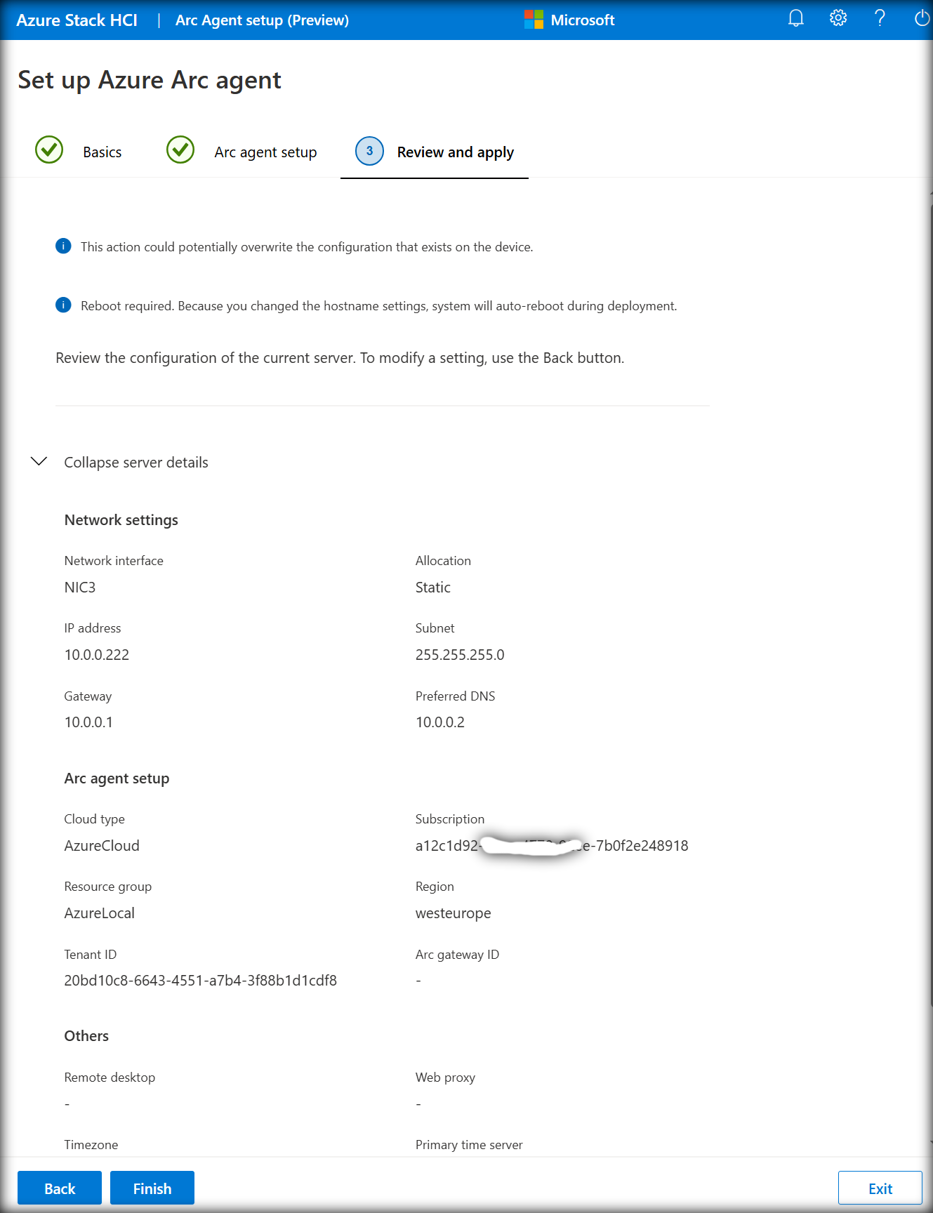 Azure Stack HCI | Arc Agent setup (Preview) Microsoft ?
Set up Azure Arc agent
Basics Arc agent setup 3 Review and apply
This action could potentially overwrite the configuration that exists on the device.
Reboot required. Because you changed the hostname settings, system will auto-reboot during deployment.
Review the configuration of the current server. To modify a setting, use the Back button.
Collapse server details
Network settings
Network interface Allocation
NIC3 Static
IP address Subnet
10.0.0.222 255.255.255.0
Gateway Preferred DNS
10.0.0.1 10.0.0.2
Arc agent setup
Cloud type Subscription
AzureCloud a12c1d92- e-7b0f2e248918
Resource group Region
AzureLocal westeurope
Tenant ID Arc gateway ID
20bd10c8-6643-4551-a7b4-3f88b1d1cdf8 -
Others
Remote desktop Web proxy
- -
Timezone Primary time server
Back Finish Exit